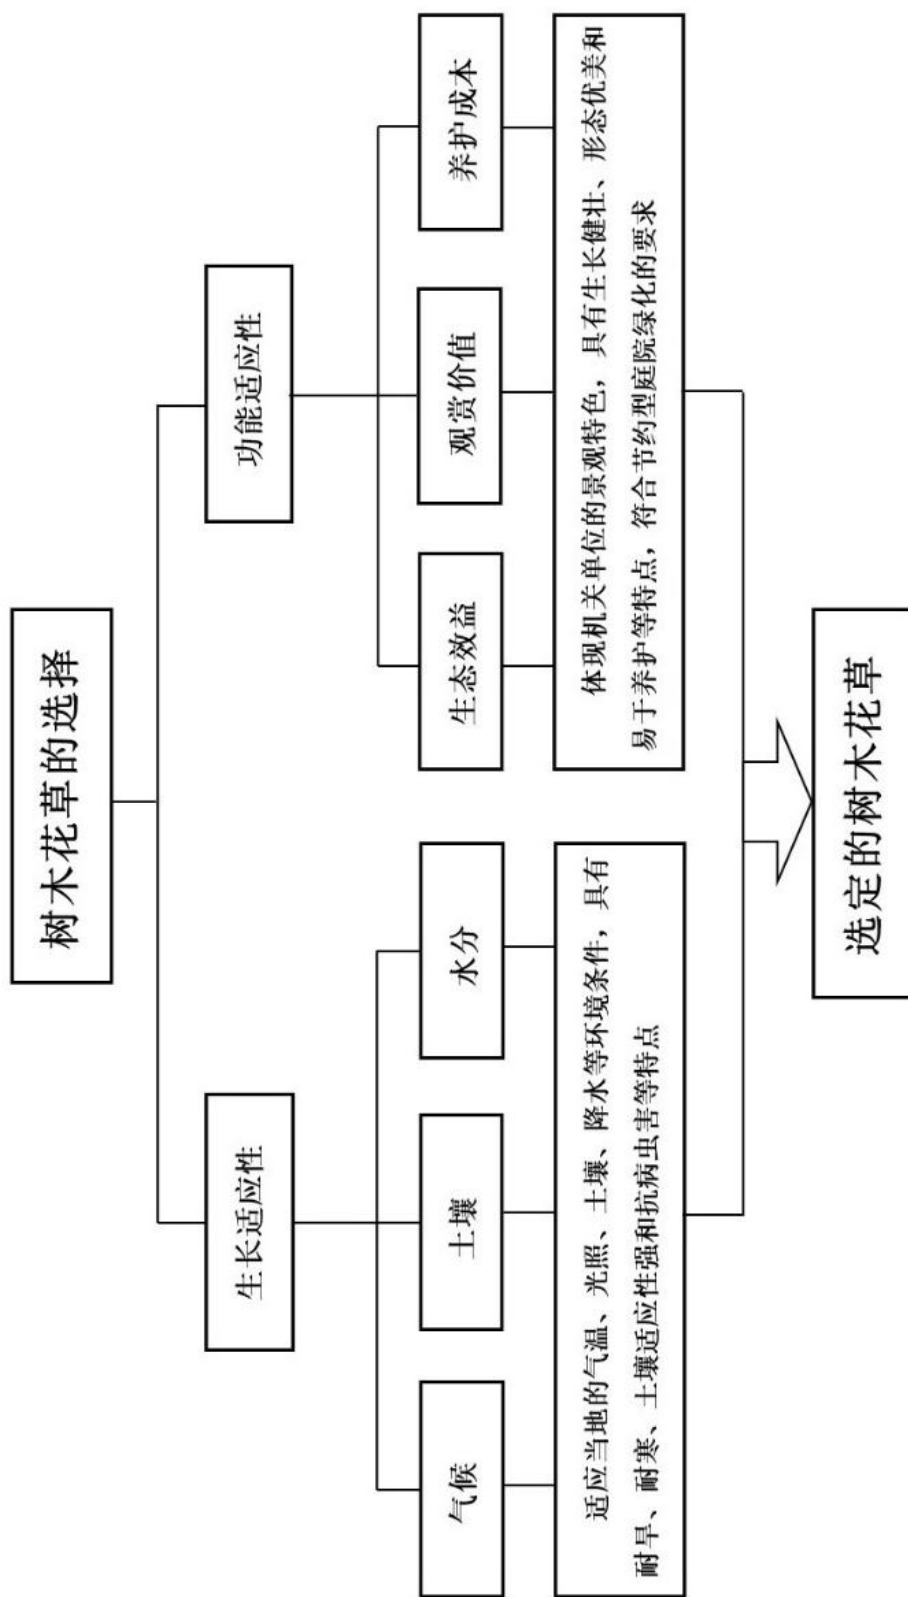 树木花草的选择
生长适应性
功能适应性
气候
土壤
水分
生态效益
观赏价值
养护成本
适应当地的气温、光照、土壤、降水等环境条件，具有
耐旱、耐寒、土壤适应性强和抗病虫害等特点
体现机关单位的景观特色，具有生长健壮、形态优美和
易于养护等特点，符合节约型庭院绿化的要求
选定的树木花草